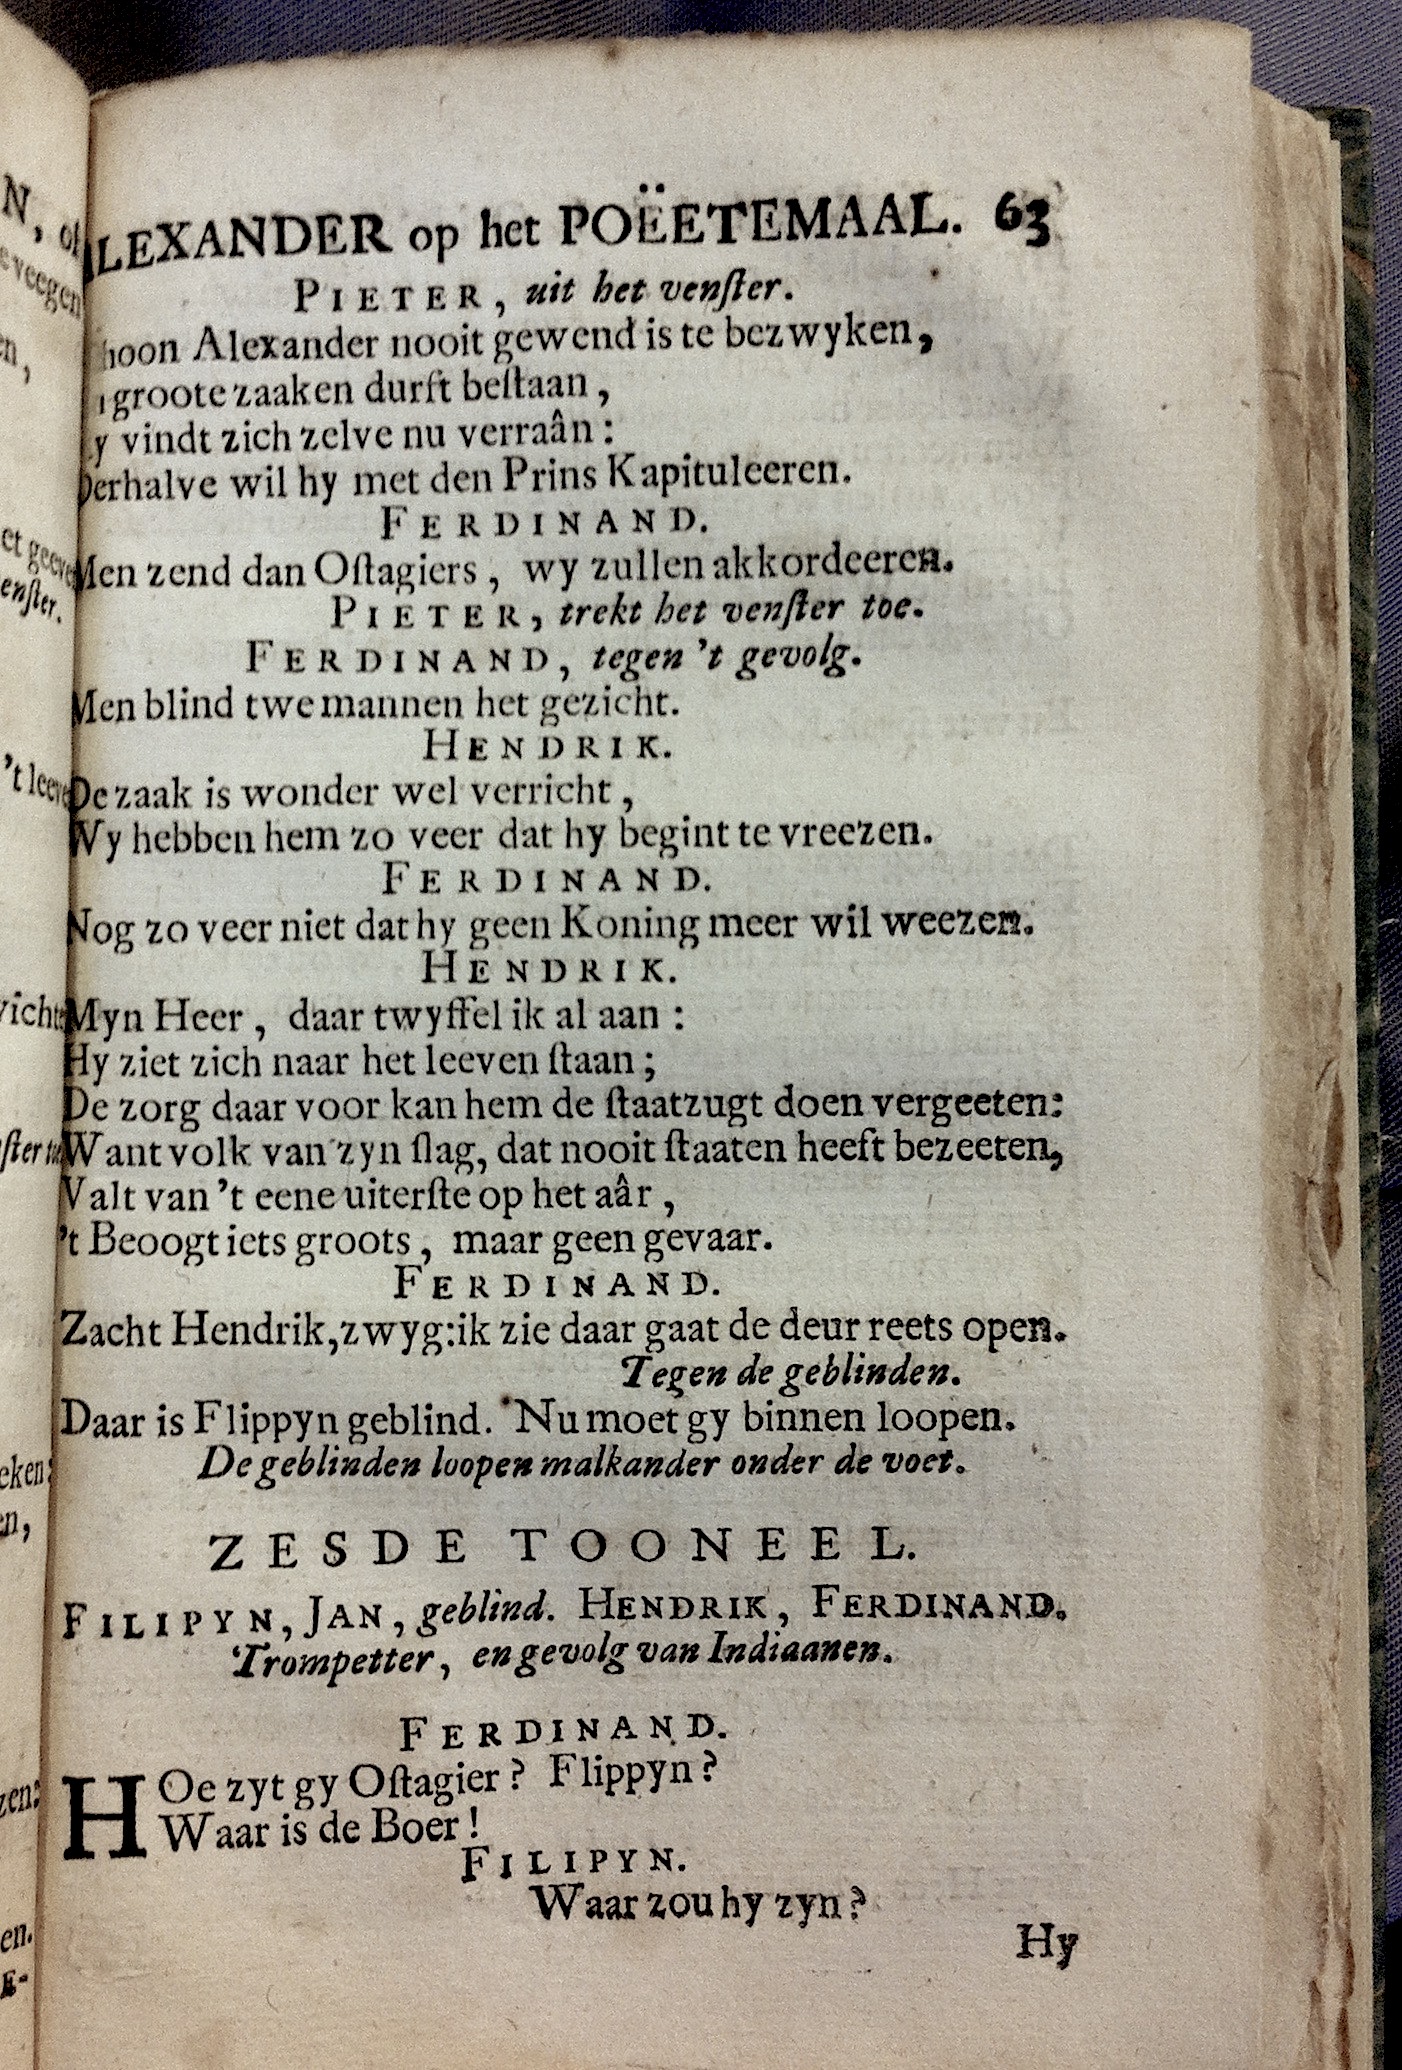 ALEXANDER op het POËETEMAAL. 63
PIETER, uit het venſter.
hoon Alexander nooit gewend is te bezwyken,
groote zaaken durft beſtaan,
y vindt zich zelve nu verraân:
Derhalve wil hy met den Prins Kapituleeren.
FERDINAND.
Men zend dan Oſtagiers, wy zullen akkordeeren.
PIETER, trekt het venſter toe.
FERDINAND, tegen 't gevolg.
Men blind twe mannen het gezicht.
HENDRIK.
De zaak is wonder wel verricht,
Wy hebben hem zo veer dat hy begint te vreezen.
FERDINAND.
Nog zo veer niet dat hy geen Koning meer wil weezen.
HENDRIK.
Myn Heer, daar twyffel ik al aan:
Hy ziet zich naar het leeven ſtaan;
De zorg daar voor kan hem de ſtaatzugt doen vergeeten:
Want volk van zyn ſlag, dat nooit ſtaaten heeft bezeeten,
Valt van 't eene uiterſte op het aâr,
't Beoogt iets groots, maar geen gevaar.
FERDINAND.
Zacht Hendrik, zwyg: ik zie daar gaat de deur reets open.
Tegen de geblinden.
Daar is Flippyn geblind. Nu moet gy binnen loopen.
De geblinden loopen malkander onder de voet.
ZESDE TOONEEL.
FILIPYN, JAN, geblind. HENDRIK, FERDINAND.
Trompetter, en gevolg van Indiaanen.
FERDINAND.
HOe zyt gy Oſtagier? Flippyn?
Waar is de Boer!
FILIPYN.
Waar zou hy zyn?
Hy